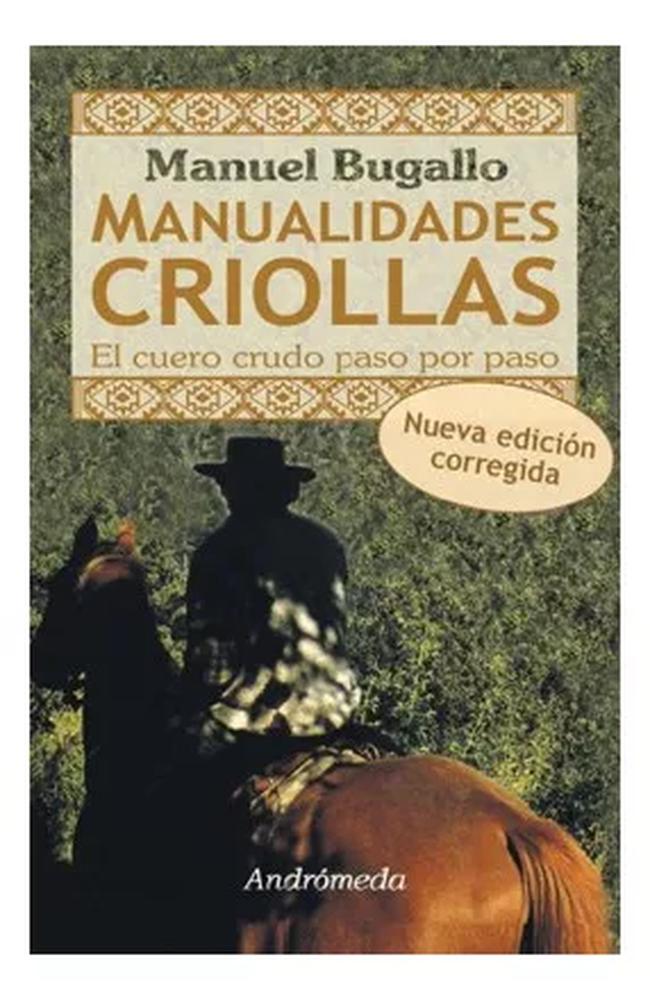 Manuel Bugallo
MANUALIDADES
CRIOLLAS
El cuero crudo paso por paso
Nueva edición
corregida
Andrómeda